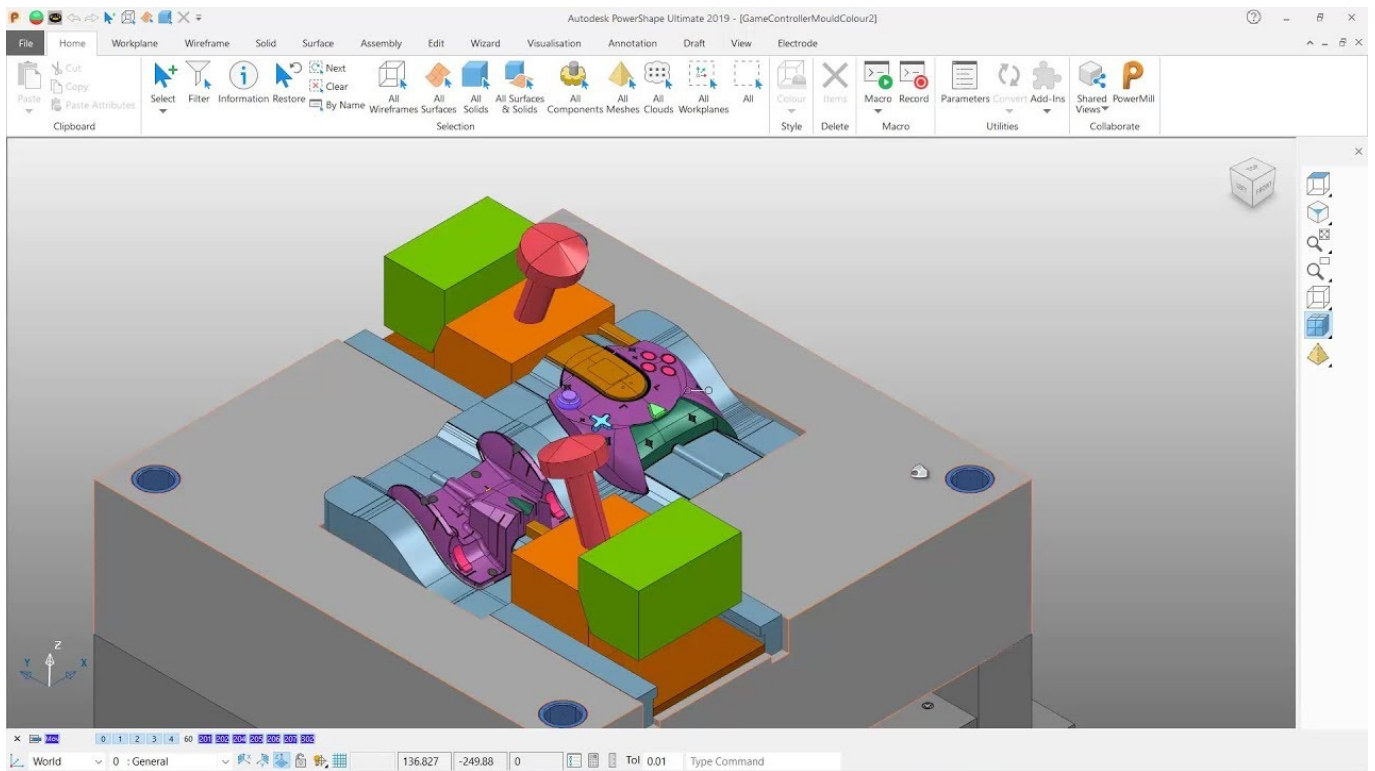 Autodesk PowerShape Ultimate 2019 - [GameControllerMouldColour2]
File Home Workplane Wireframe Solid Surface Assembly Edit Wizard Visualisation Annotation Draft View Electrode
Paste
Cut
Copy
Paste Attributes
Clipboard
Select
Filter
Information
Restore
Next
Clear
By Name
All Wireframes
All Surfaces
All Solids
All Surfaces & Solids
All Components
All Meshes
All Clouds
All Workplanes
All
Selection
Colour
Style
Items
Delete
Macro
Record
Macro
Parameters
Convert
Add-Ins
Utilities
Shared Views
PowerMill
Collaborate
TOP
LEFT
FRONT
Z
Y
X
0 1 2 3 4 60 201 202 204 205 206 207 302
World
0 : General
136.827
-249.88
0
Tol 0.01
Type Command